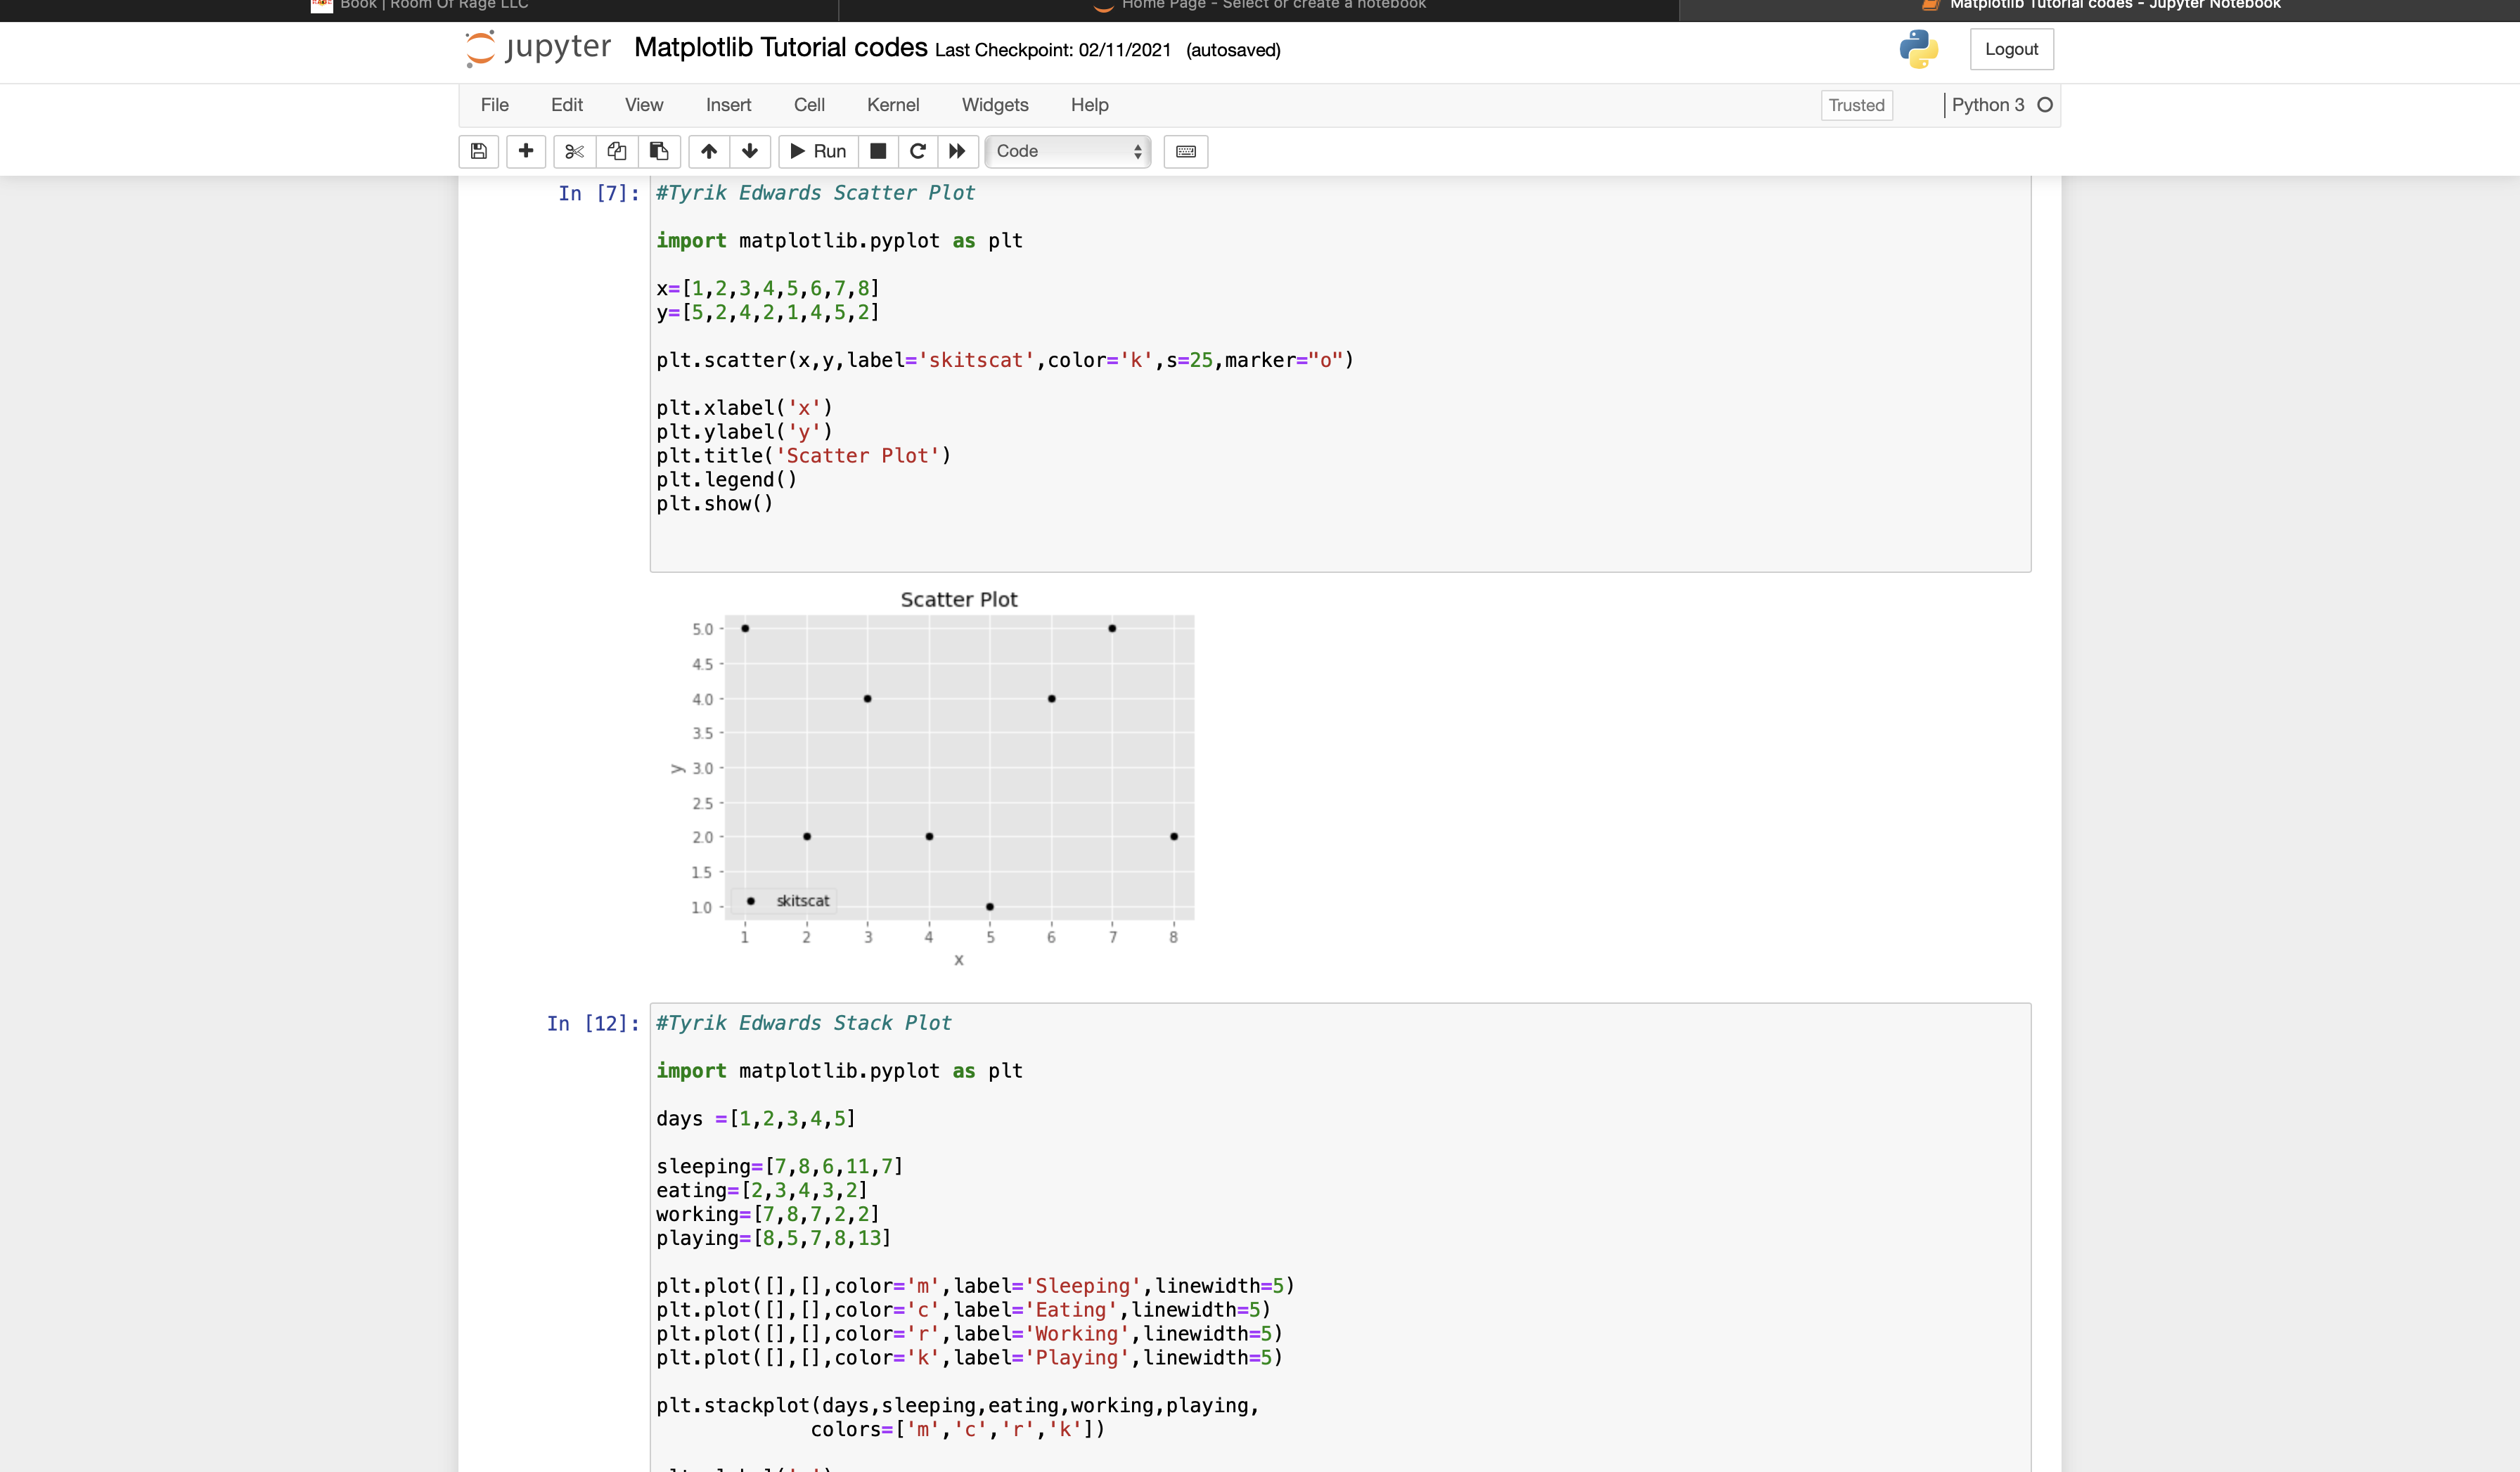 Book | Room Of Rage LLC
Home Page - Select or create a notebook
Matplotlib Tutorial codes - Jupyter Notebook
jupyter Matplotlib Tutorial codes Last Checkpoint: 02/11/2021 (autosaved)
Logout
File Edit View Insert Cell Kernel Widgets Help
Trusted
Python 3
Run
Code
In [7]: #Tyrik Edwards Scatter Plot
import matplotlib.pyplot as plt
x=[1,2,3,4,5,6,7,8]
y=[5,2,4,2,1,4,5,2]
plt.scatter(x,y,label='skitscat',color='k',s=25,marker="o")
plt.xlabel('x')
plt.ylabel('y')
plt.title('Scatter Plot')
plt.legend()
plt.show()
Scatter Plot
5.0
4.5
4.0
3.5
3.0
2.5
2.0
1.5
1.0
y
skitscat
1 2 3 4 5 6 7 8
x
In [12]: #Tyrik Edwards Stack Plot
import matplotlib.pyplot as plt
days =[1,2,3,4,5]
sleeping=[7,8,6,11,7]
eating=[2,3,4,3,2]
working=[7,8,7,2,2]
playing=[8,5,7,8,13]
plt.plot([],[],color='m',label='Sleeping',linewidth=5)
plt.plot([],[],color='c',label='Eating',linewidth=5)
plt.plot([],[],color='r',label='Working',linewidth=5)
plt.plot([],[],color='k',label='Playing',linewidth=5)
plt.stackplot(days,sleeping,eating,working,playing,
colors=['m','c','r','k'])